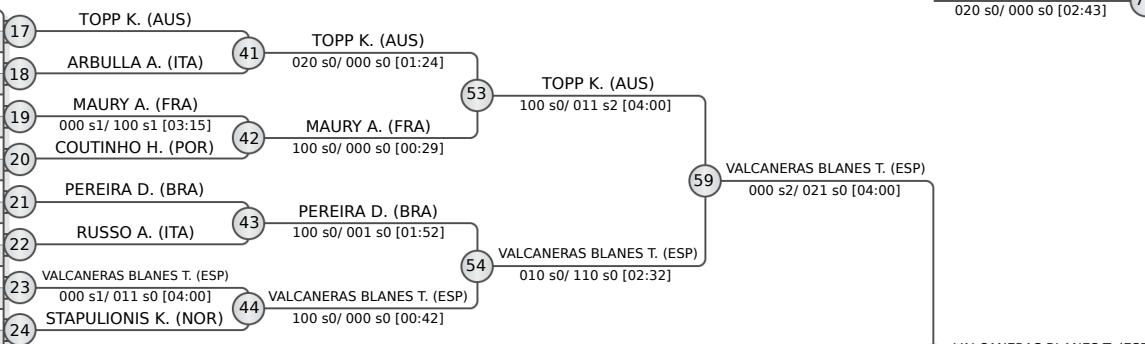 020 s0/ 000 s0 [02:43]
17
TOPP K. (AUS)
18
ARBULLA A. (ITA)
41
TOPP K. (AUS)
020 s0/ 000 s0 [01:24]
19
MAURY A. (FRA)
000 s1/ 100 s1 [03:15]
20
COUTINHO H. (POR)
42
MAURY A. (FRA)
100 s0/ 000 s0 [00:29]
53
TOPP K. (AUS)
100 s0/ 011 s2 [04:00]
21
PEREIRA D. (BRA)
22
RUSSO A. (ITA)
43
PEREIRA D. (BRA)
100 s0/ 001 s0 [01:52]
23
VALCANERAS BLANES T. (ESP)
000 s1/ 011 s0 [04:00]
24
STAPULIONIS K. (NOR)
44
VALCANERAS BLANES T. (ESP)
100 s0/ 000 s0 [00:42]
54
VALCANERAS BLANES T. (ESP)
010 s0/ 110 s0 [02:32]
59
VALCANERAS BLANES T. (ESP)
000 s2/ 021 s0 [04:00]